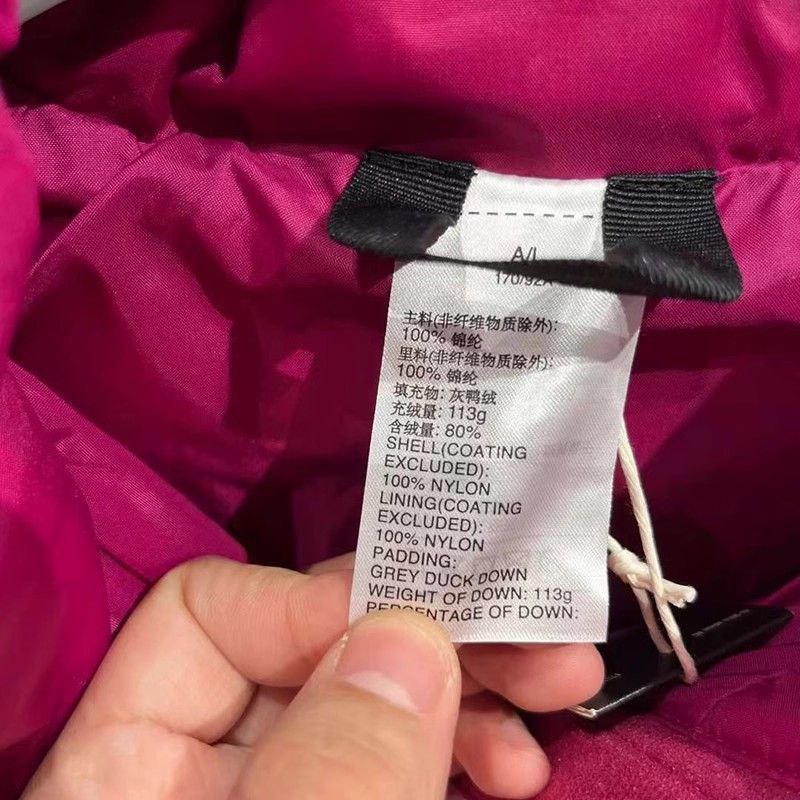 A/L
170/92A
主料(非纤维物质除外):
100% 锦纶
里料(非纤维物质除外):
100% 锦纶
填充物: 灰鸭绒
充绒量: 113g
含绒量: 80%
SHELL(COATING
EXCLUDED):
100% NYLON
LINING(COATING
EXCLUDED):
100% NYLON
PADDING:
GREY DUCK DOWN
WEIGHT OF DOWN: 113g
PERCENTAGE OF DOWN: